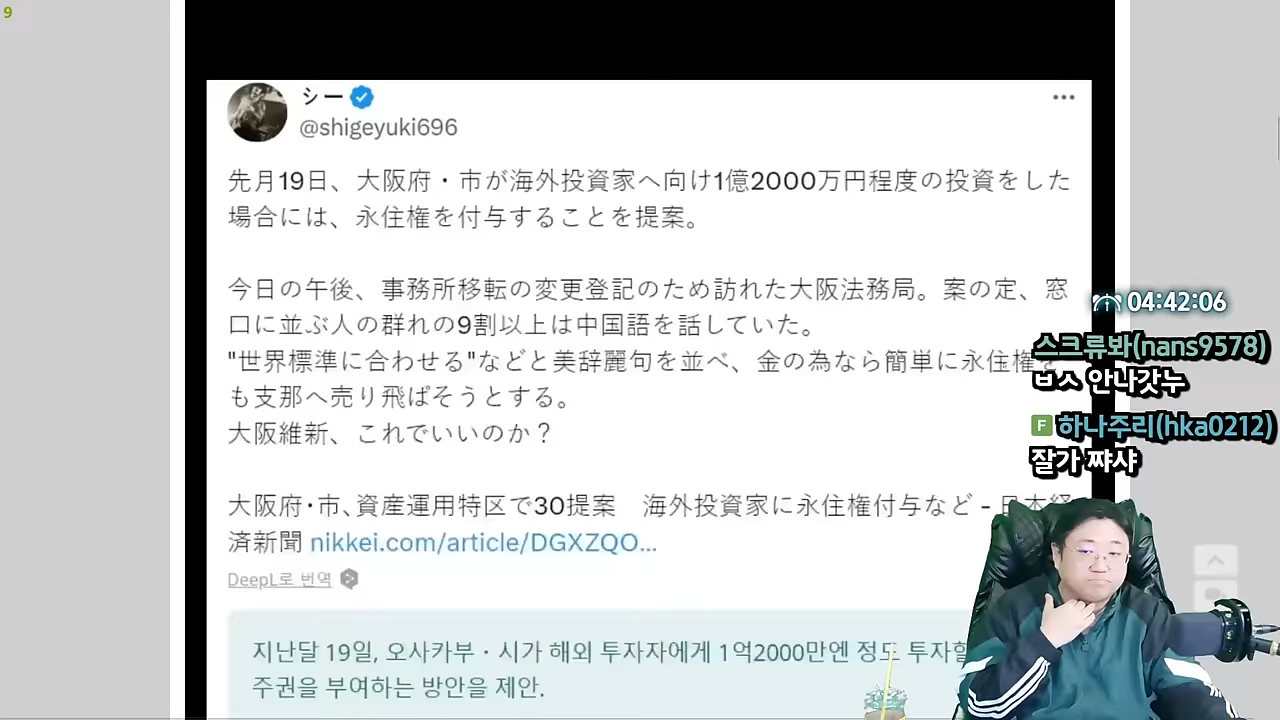 9
シー
@shigeyuki696
先月19日、大阪府・市が海外投資家へ向け1億2000万円程度の投資をした
場合には、永住権を付与することを提案。
今日の午後、事務所移転の変更登記のため訪れた大阪法務局。案の定、窓
口に並ぶ人の群れの9割以上は中国語を話していた。
"世界標準に合わせる"などと美辞麗句を並べ、金の為なら簡単に永住権を
も支那へ売り飛ばそうとする。
大阪維新、これでいいのか？
大阪府･市､資産運用特区で30提案　海外投資家に永住権付与など - 日本経
済新聞 nikkei.com/article/DGXZQO…
DeepL로 번역
지난달 19일, 오사카부・시가 해외 투자자에게 1억2000만엔 정도 투자할
주권을 부여하는 방안을 제안.
04:42:06
스크류봐(nans9578)
ㅂㅅ 안나갓누
F 하나주리(hka0212)
잘가 쨔샤